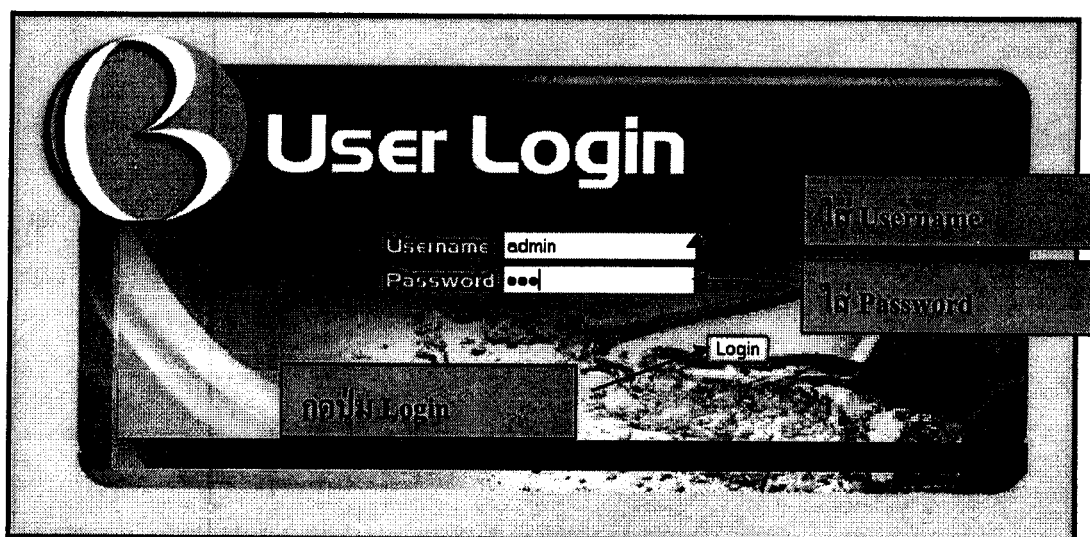 User Login
ใส่ Username
Username admin
Password •••
ใส่ Password
Login
กดปุ่ม Login